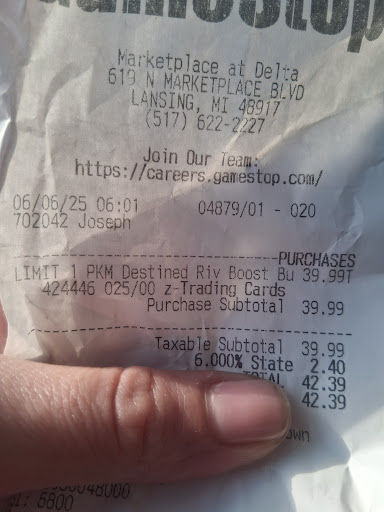 GameStop
Marketplace at Delta
619 N MARKETPLACE BLVD
LANSING, MI 48917
(517) 622-2227
Join Our Team:
https://careers.gamestop.com/
06/06/25 06:01 04879/01 - 020
702042 Joseph
PURCHASES
LIMIT 1 PKM Destined Riv Boost Bu 39.99T
424446 025/00 z-Trading Cards
Purchase Subtotal 39.99
Taxable Subtotal 39.99
6.000% State 2.40
TOTAL 42.39
42.39